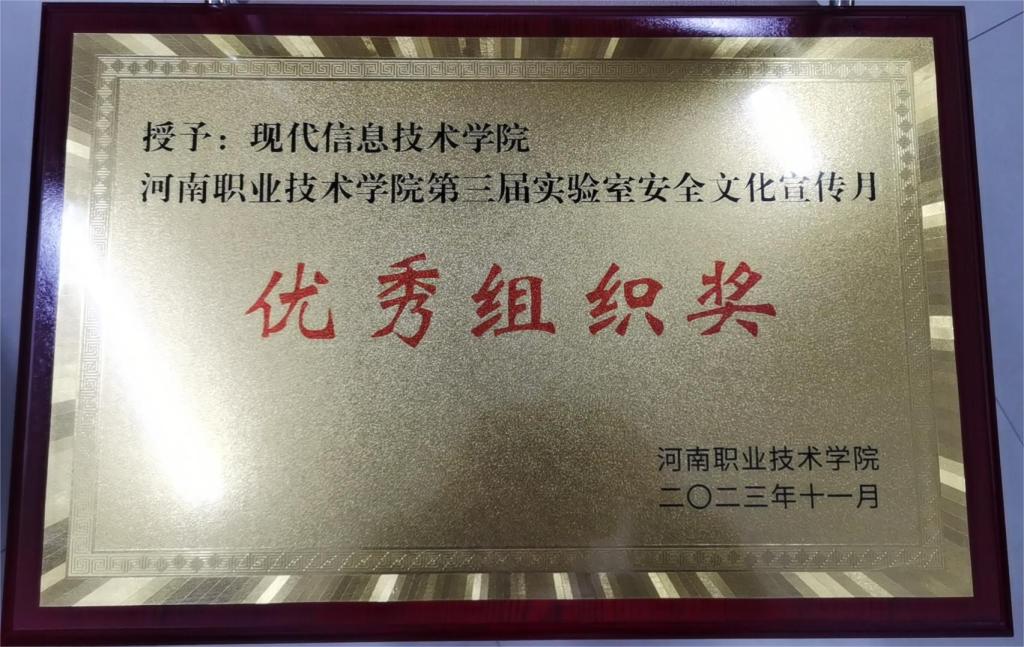 授予：现代信息技术学院
河南职业技术学院第三届实验室安全文化宣传月
优秀组织奖
河南职业技术学院
二〇二三年十一月